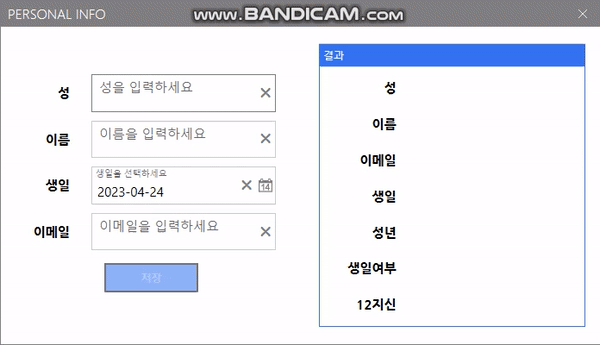 PERSONAL INFO
www.BANDICAM.com
성
성을 입력하세요
이름
이름을 입력하세요
생일
생일을 선택하세요
2023-04-24
14
이메일
이메일을 입력하세요
저장
결과
성
이름
이메일
생일
성년
생일여부
12지신